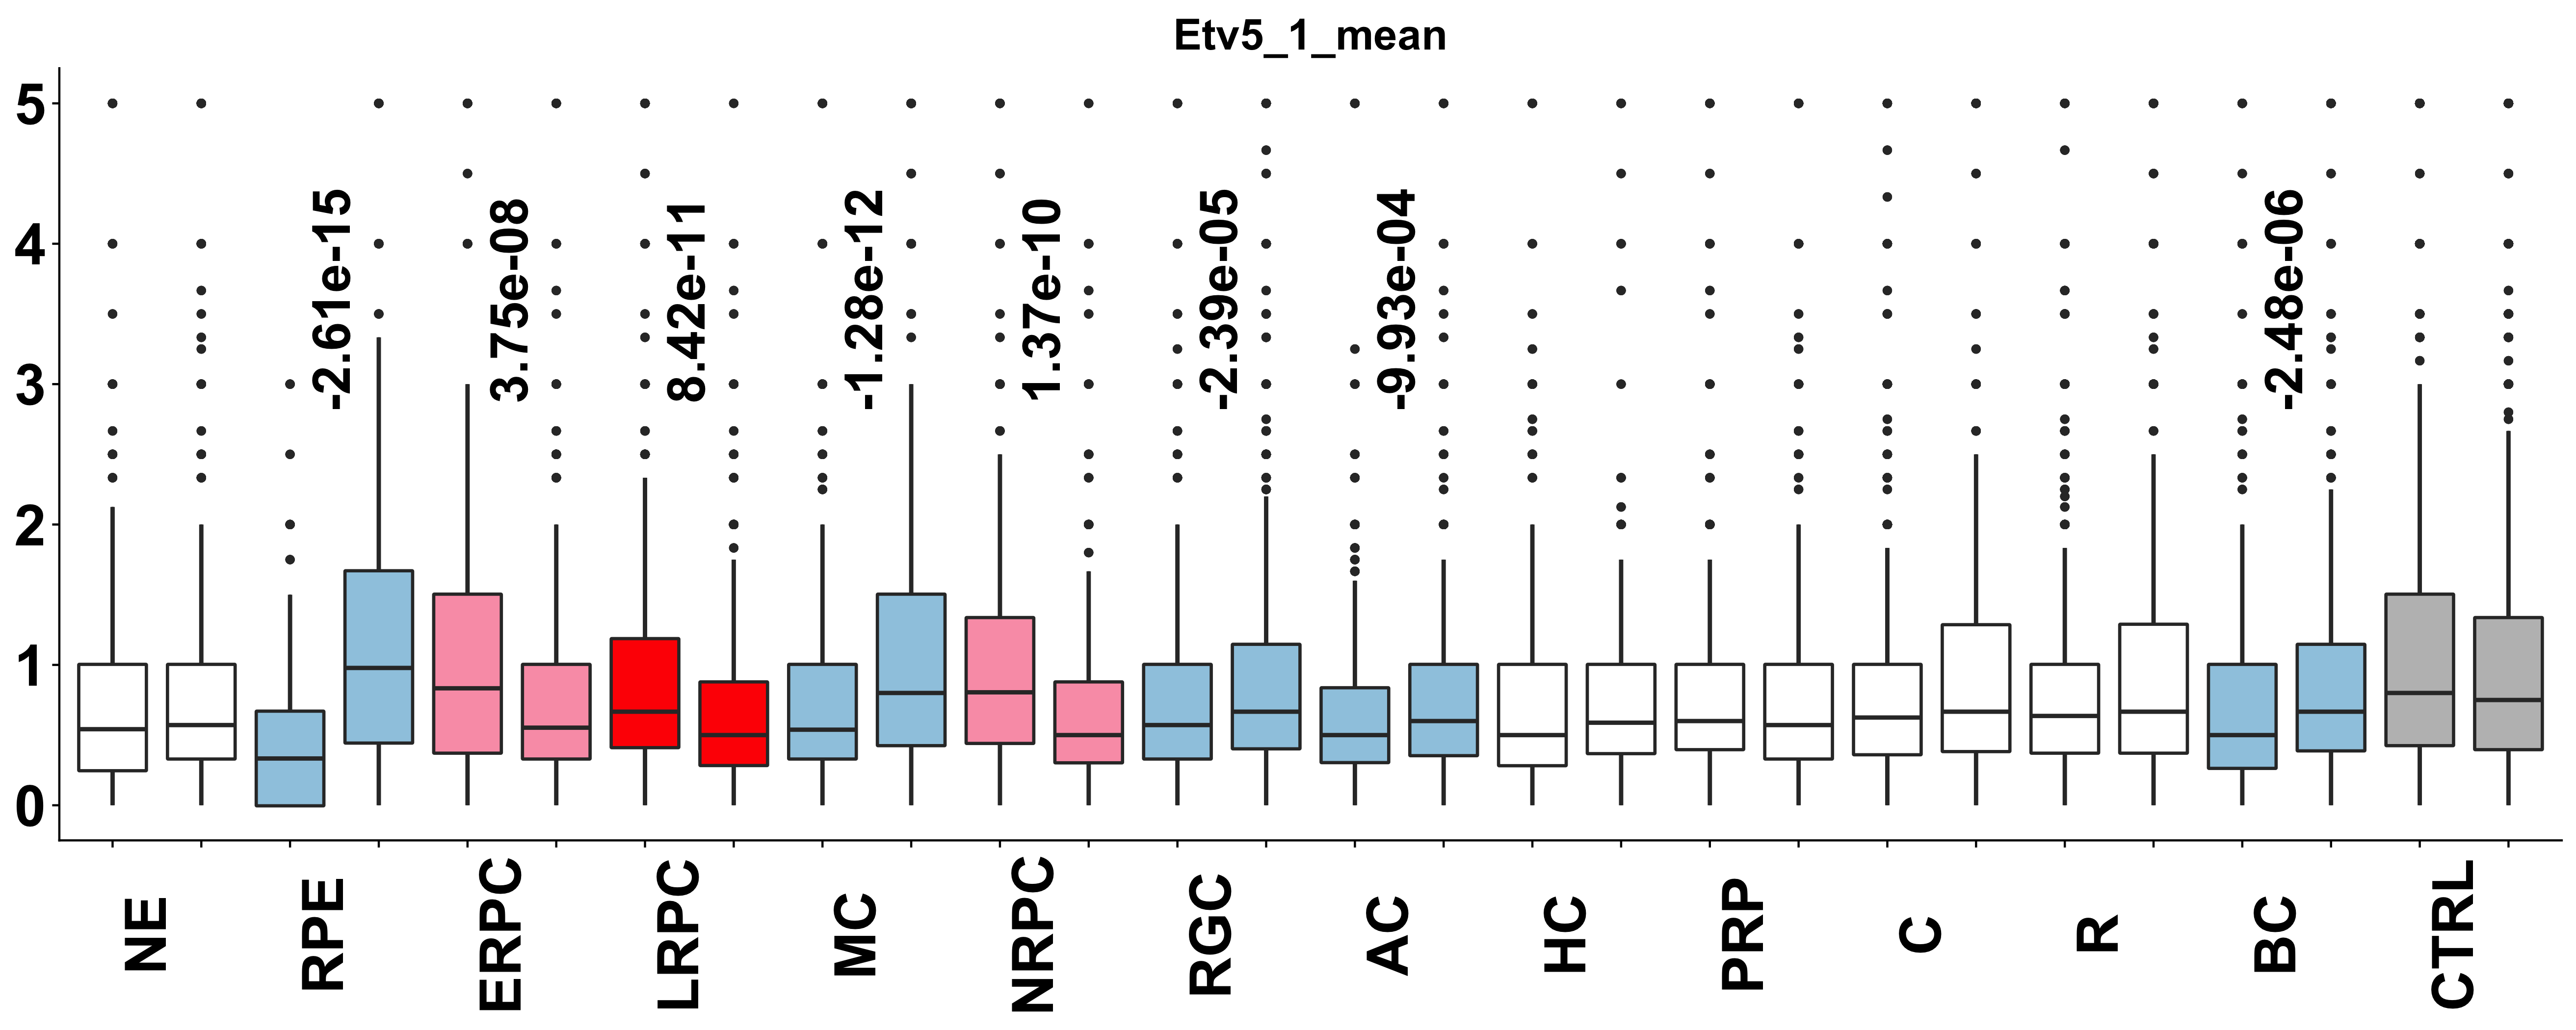 Etv5_1_mean
5
4
3
2
1
0
-2.61e-15
3.75e-08
8.42e-11
-1.28e-12
1.37e-10
-2.39e-05
-9.93e-04
-2.48e-06
NE
RPE
ERPC
LRPC
MC
NRPC
RGC
AC
HC
PRP
C
R
BC
CTRL